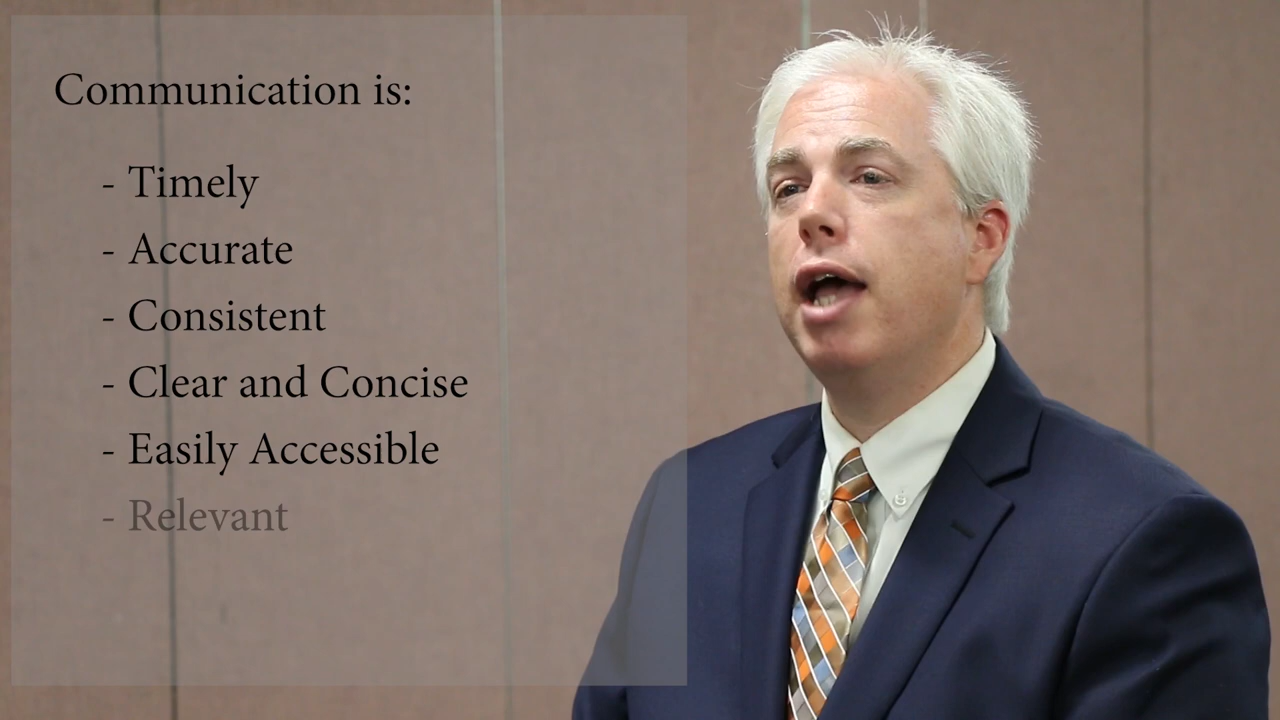 Communication is:
- Timely
- Accurate
- Consistent
- Clear and Concise
- Easily Accessible
- Relevant